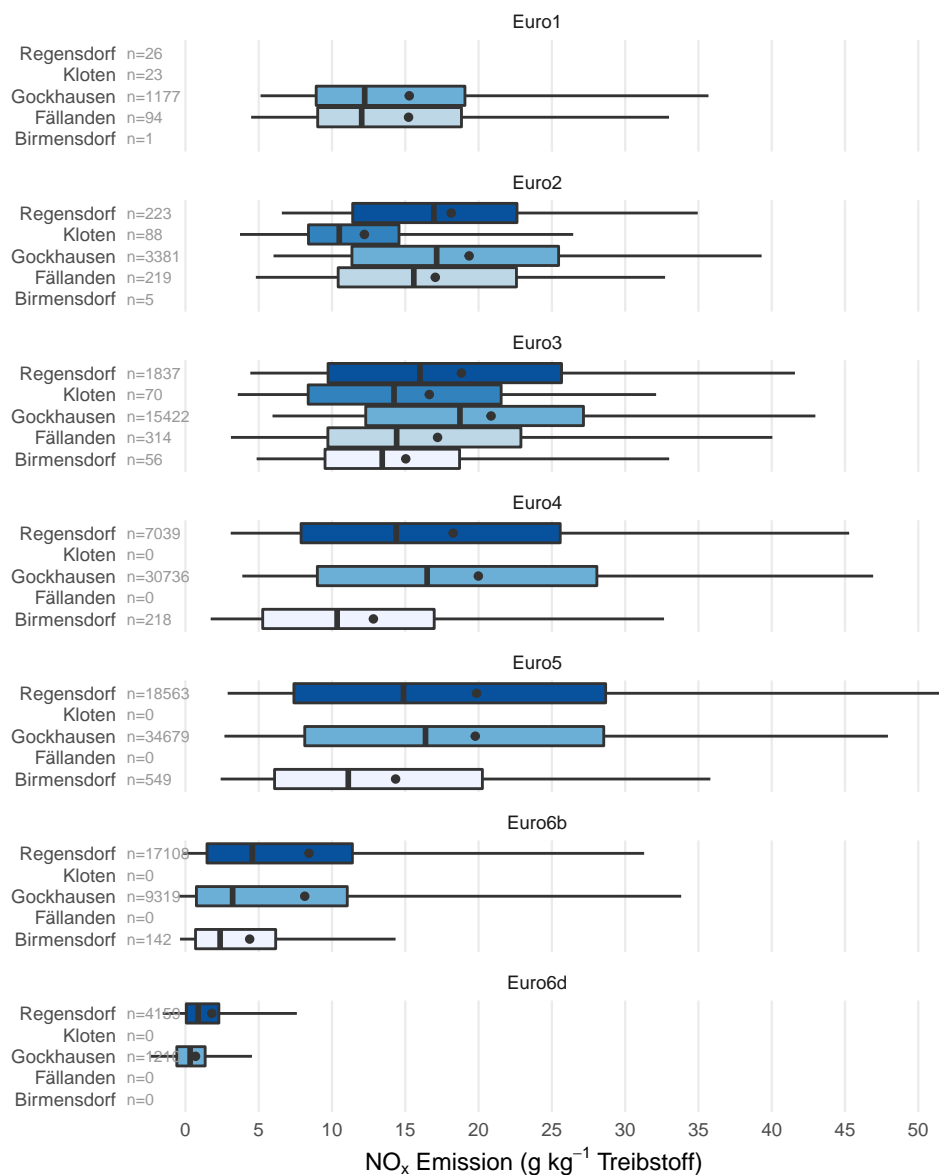 Euro1
Regensdorf n=26
Kloten n=23
Gockhausen n=1177
Fällanden n=94
Birmensdorf n=1
Euro2
Regensdorf n=223
Kloten n=88
Gockhausen n=3381
Fällanden n=219
Birmensdorf n=5
Euro3
Regensdorf n=1837
Kloten n=70
Gockhausen n=15422
Fällanden n=314
Birmensdorf n=56
Euro4
Regensdorf n=7039
Kloten n=0
Gockhausen n=30736
Fällanden n=0
Birmensdorf n=218
Euro5
Regensdorf n=18563
Kloten n=0
Gockhausen n=34679
Fällanden n=0
Birmensdorf n=549
Euro6b
Regensdorf n=17108
Kloten n=0
Gockhausen n=9319
Fällanden n=0
Birmensdorf n=142
Euro6d
Regensdorf
Kloten n=0
Gockhausen
Fällanden n=0
Birmensdorf n=0
0 5 10 15 20 25 30 35 40 45 50
NOₓ Emission (g kg⁻¹ Treibstoff)